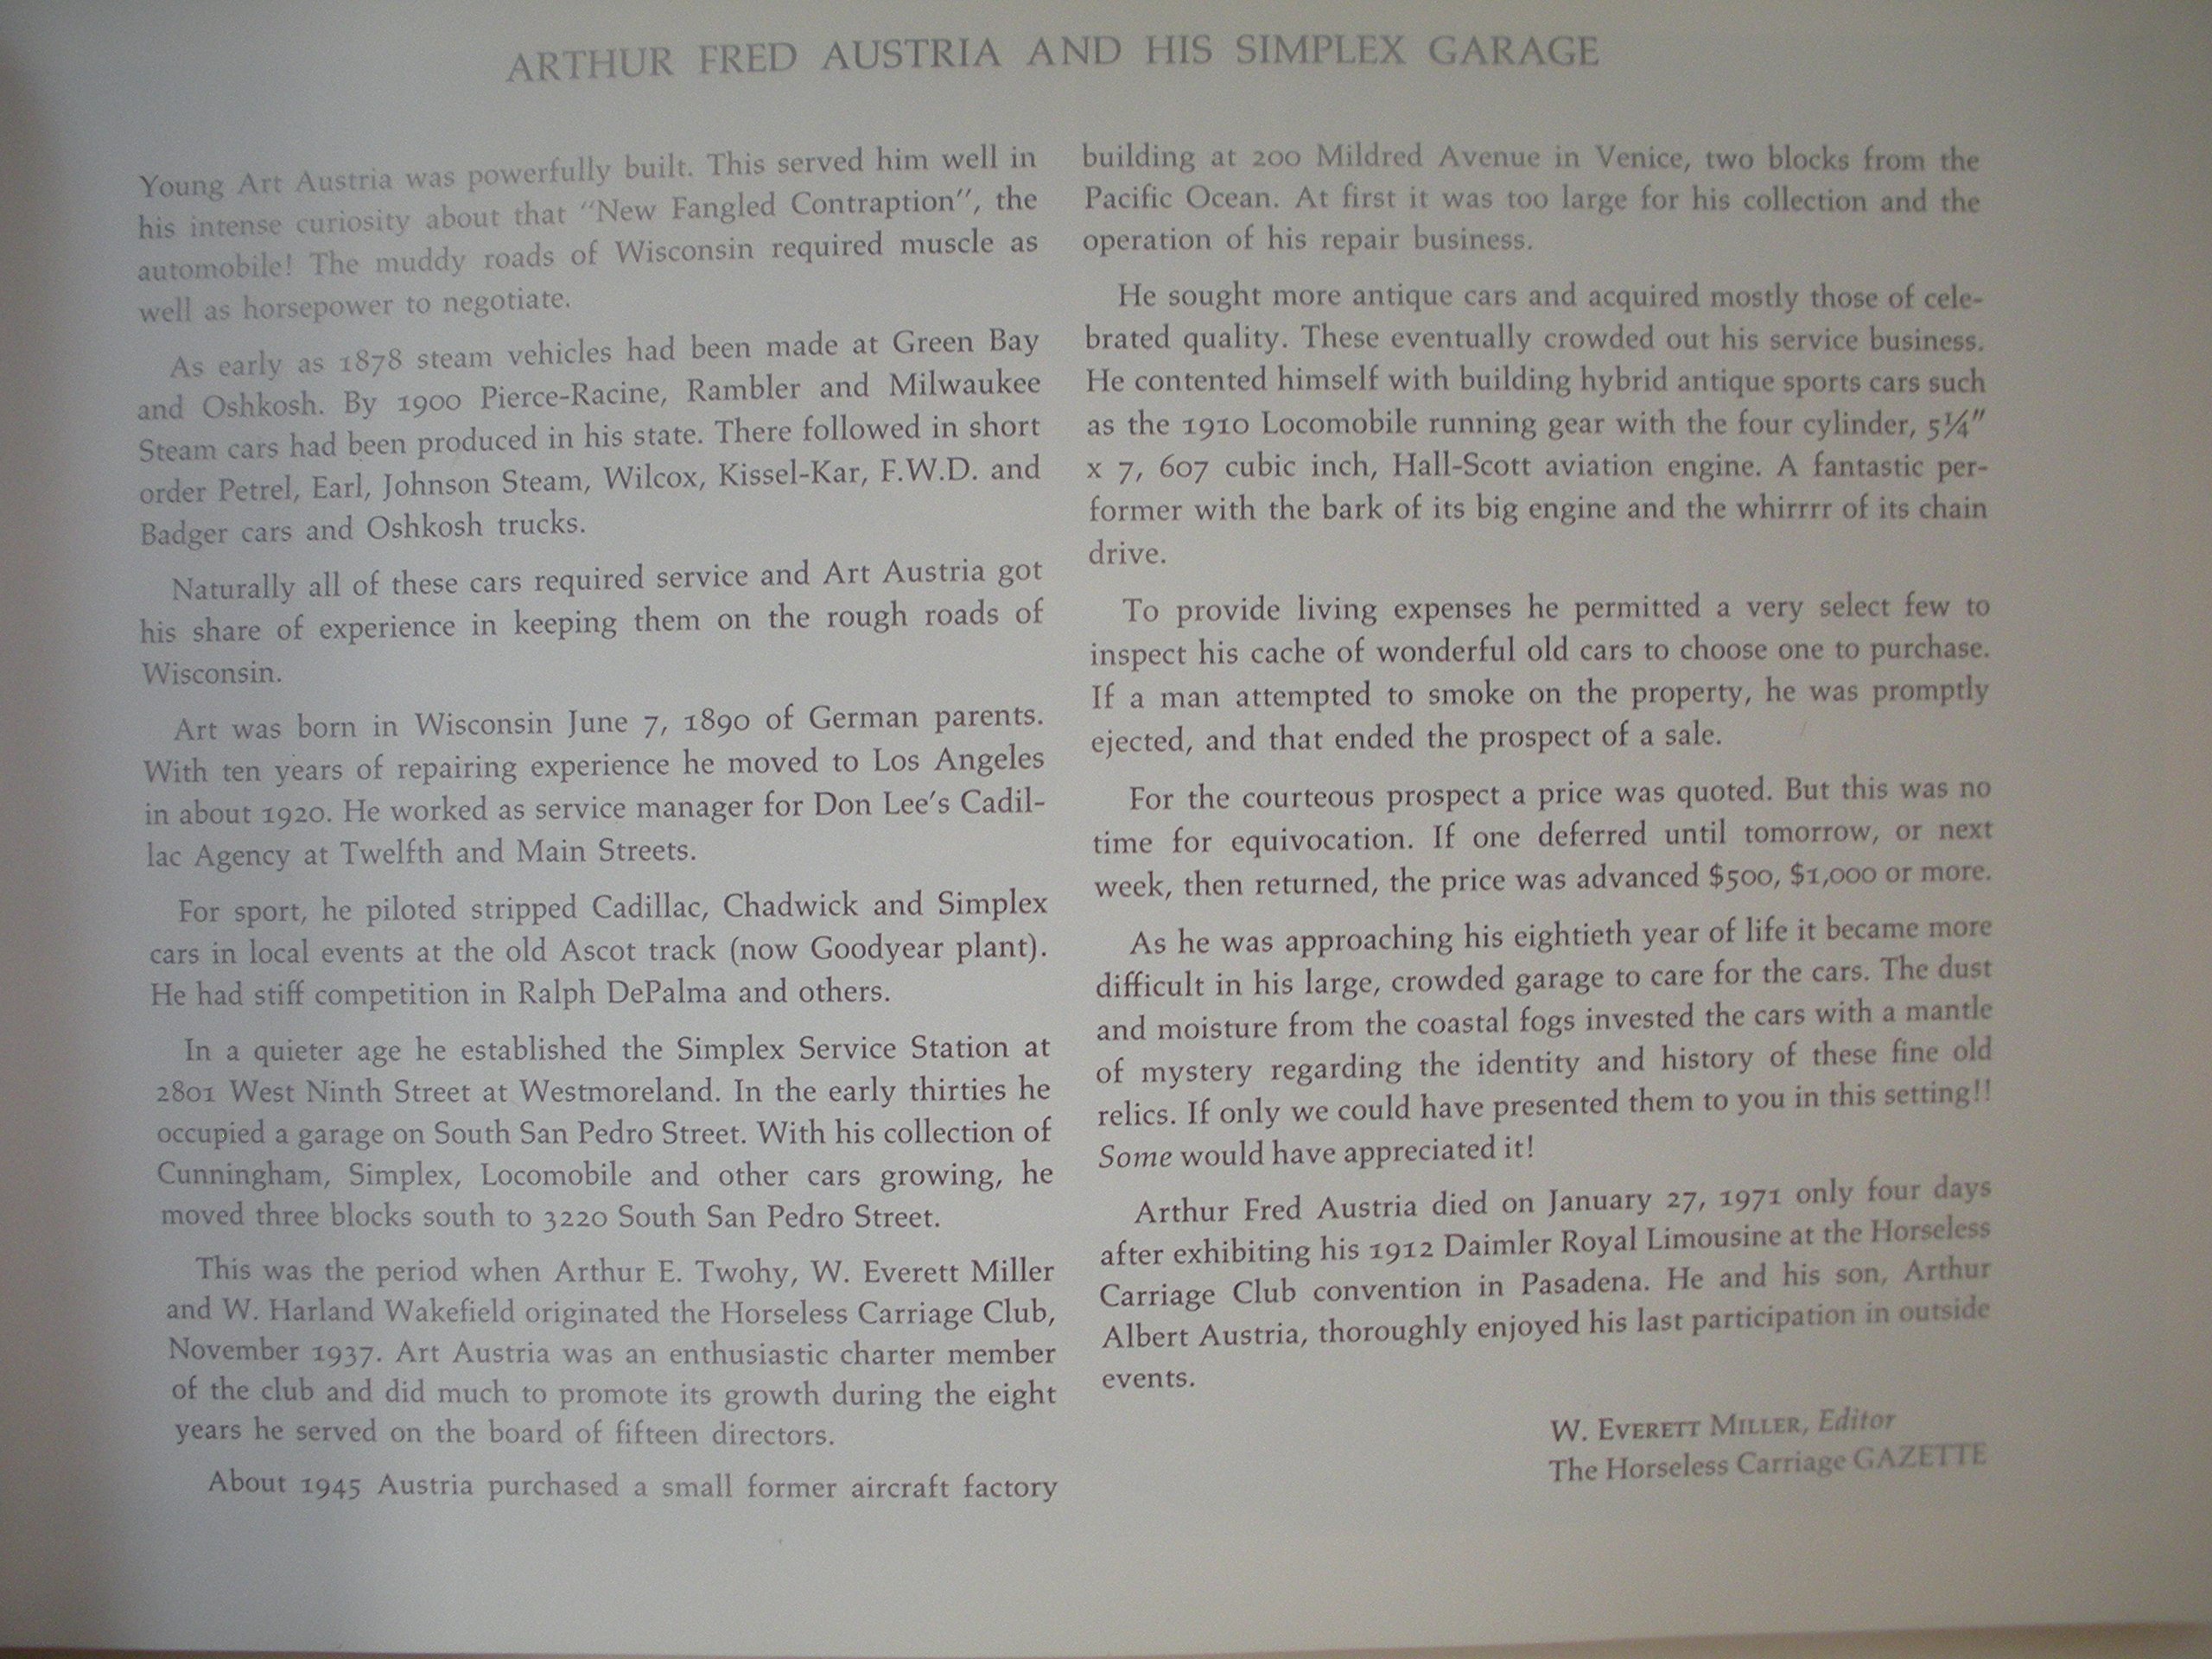 ARTHUR FRED AUSTRIA AND HIS SIMPLEX GARAGE
Young Art Austria was powerfully built. This served him well in
his intense curiosity about that “New Fangled Contraption”, the
automobile! The muddy roads of Wisconsin required muscle as
well as horsepower to negotiate.
As early as 1878 steam vehicles had been made at Green Bay
and Oshkosh. By 1900 Pierce-Racine, Rambler and Milwaukee
Steam cars had been produced in his state. There followed in short
order Petrel, Earl, Johnson Steam, Wilcox, Kissel-Kar, F.W.D. and
Badger cars and Oshkosh trucks.
Naturally all of these cars required service and Art Austria got
his share of experience in keeping them on the rough roads of
Wisconsin.
Art was born in Wisconsin June 7, 1890 of German parents.
With ten years of repairing experience he moved to Los Angeles
in about 1920. He worked as service manager for Don Lee’s Cadil-
lac Agency at Twelfth and Main Streets.
For sport, he piloted stripped Cadillac, Chadwick and Simplex
cars in local events at the old Ascot track (now Goodyear plant).
He had stiff competition in Ralph DePalma and others.
In a quieter age he established the Simplex Service Station at
2801 West Ninth Street at Westmoreland. In the early thirties he
occupied a garage on South San Pedro Street. With his collection of
Cunningham, Simplex, Locomobile and other cars growing, he
moved three blocks south to 3220 South San Pedro Street.
This was the period when Arthur E. Twohy, W. Everett Miller
and W. Harland Wakefield originated the Horseless Carriage Club,
November 1937. Art Austria was an enthusiastic charter member
of the club and did much to promote its growth during the eight
years he served on the board of fifteen directors.
About 1945 Austria purchased a small former aircraft factory
building at 200 Mildred Avenue in Venice, two blocks from the
Pacific Ocean. At first it was too large for his collection and the
operation of his repair business.
He sought more antique cars and acquired mostly those of cele-
brated quality. These eventually crowded out his service business.
He contented himself with building hybrid antique sports cars such
as the 1910 Locomobile running gear with the four cylinder, 5¼″
x 7, 607 cubic inch, Hall-Scott aviation engine. A fantastic per-
former with the bark of its big engine and the whirrrr of its chain
drive.
To provide living expenses he permitted a very select few to
inspect his cache of wonderful old cars to choose one to purchase.
If a man attempted to smoke on the property, he was promptly
ejected, and that ended the prospect of a sale.
For the courteous prospect a price was quoted. But this was no
time for equivocation. If one deferred until tomorrow, or next
week, then returned, the price was advanced $500, $1,000 or more.
As he was approaching his eightieth year of life it became more
difficult in his large, crowded garage to care for the cars. The dust
and moisture from the coastal fogs invested the cars with a mantle
of mystery regarding the identity and history of these fine old
relics. If only we could have presented them to you in this setting!!
Some would have appreciated it!
Arthur Fred Austria died on January 27, 1971 only four days
after exhibiting his 1912 Daimler Royal Limousine at the Horseless
Carriage Club convention in Pasadena. He and his son, Arthur
Albert Austria, thoroughly enjoyed his last participation in outside
events.
W. EVERETT MILLER, Editor
The Horseless Carriage GAZETTE